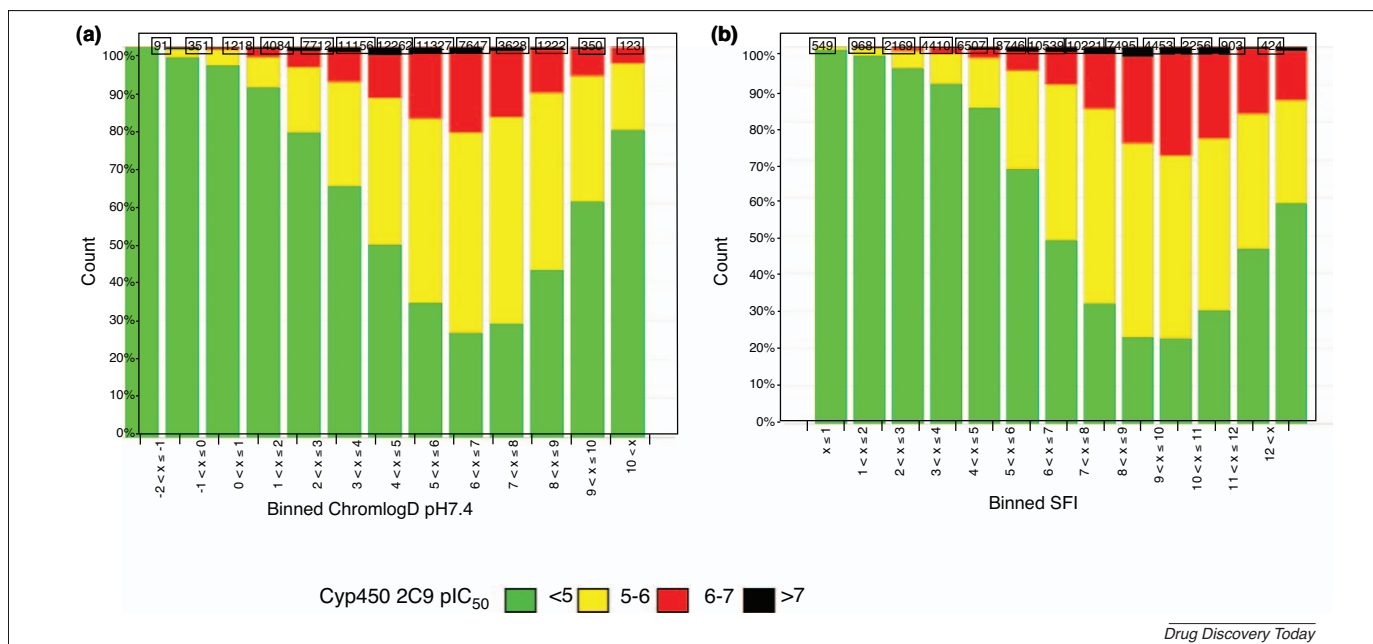 (a)
91 351 1218 4084 7712 11156 12262 11327 7647 3628 1222 350 123
100%
90%
80%
70%
60%
50%
40%
30%
20%
10%
0%
Count
-2 < x ≤ -1
-1 < x ≤ 0
0 < x ≤ 1
1 < x ≤ 2
2 < x ≤ 3
3 < x ≤ 4
4 < x ≤ 5
5 < x ≤ 6
6 < x ≤ 7
7 < x ≤ 8
8 < x ≤ 9
9 < x ≤ 10
10 < x
Binned ChromlogD pH7.4
(b)
549 968 2169 4410 6507 8746 10539 10221 7495 4453 2256 903 424
100%
90%
80%
70%
60%
50%
40%
30%
20%
10%
0%
Count
x ≤ 1
1 < x ≤ 2
2 < x ≤ 3
3 < x ≤ 4
4 < x ≤ 5
5 < x ≤ 6
6 < x ≤ 7
7 < x ≤ 8
8 < x ≤ 9
9 < x ≤ 10
10 < x ≤ 11
11 < x ≤ 12
12 < x
Binned SFI
Cyp450 2C9 pIC50 <5 5-6 6-7 >7
Drug Discovery Today